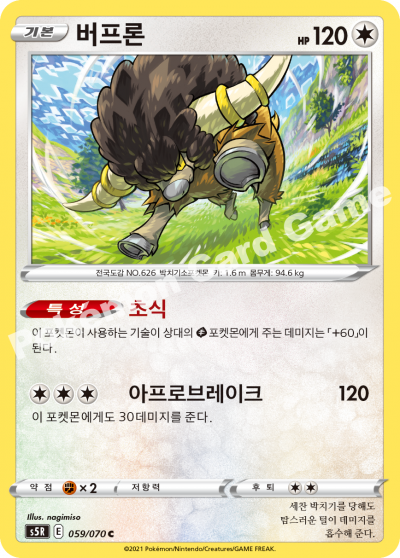 기본 버프론 HP 120
전국도감 NO.626 박치기소포켓몬 키: 1.6 m 몸무게: 94.6 kg
특성 초식
이 포켓몬이 사용하는 기술이 상대의 포켓몬에게 주는 데미지는 「+60」이
된다.
아프로브레이크 120
이 포켓몬에게도 30데미지를 준다.
약점 ×2 저항력 후퇴
Illus. nagimiso
s5R E 059/070 C
세찬 박치기를 당해도
탐스러운 털이 데미지를
흡수해 준다.
©2021 Pokémon/Nintendo/Creatures/GAME FREAK.
Pokémon Card Game